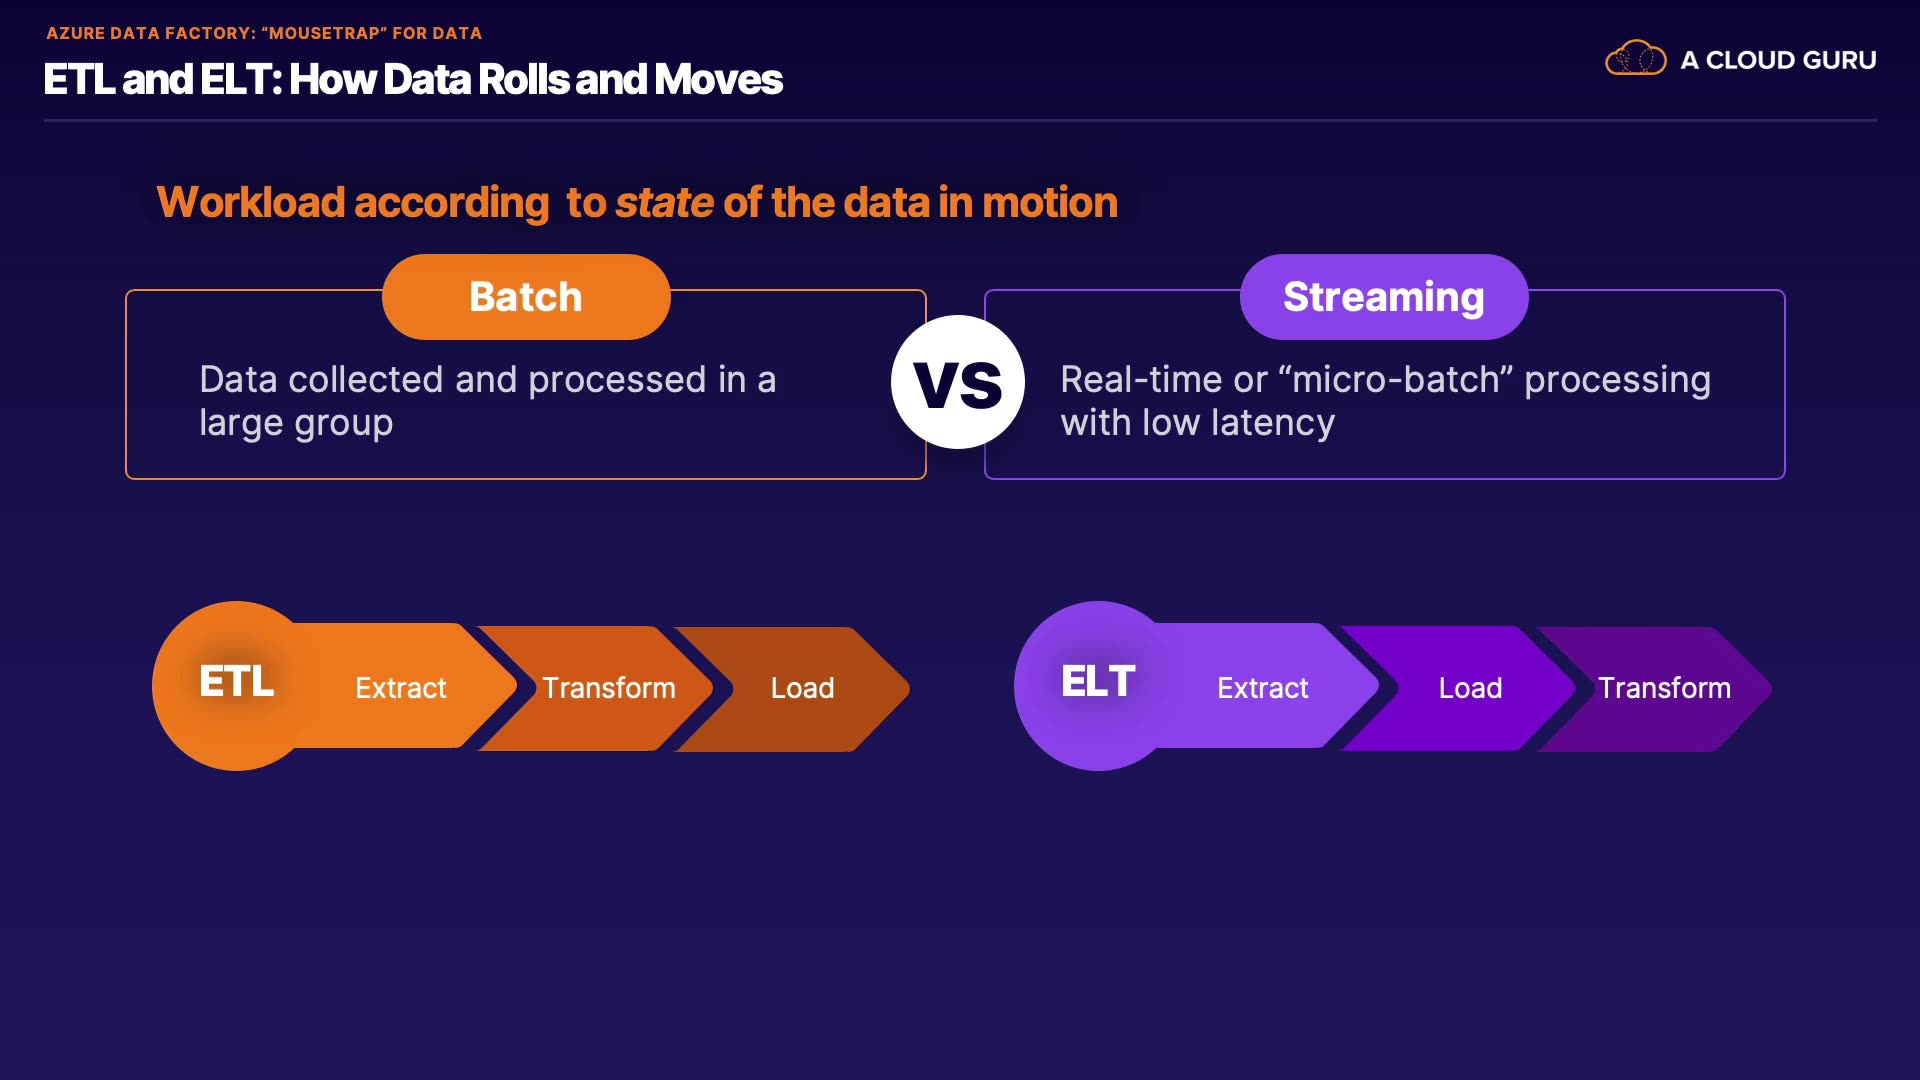 AZURE DATA FACTORY: “MOUSETRAP” FOR DATA
ETL and ELT: How Data Rolls and Moves
A CLOUD GURU
Workload according to state of the data in motion
Batch
Data collected and processed in a
large group
VS
Streaming
Real-time or “micro-batch” processing
with low latency
ETL
Extract
Transform
Load
ELT
Extract
Load
Transform